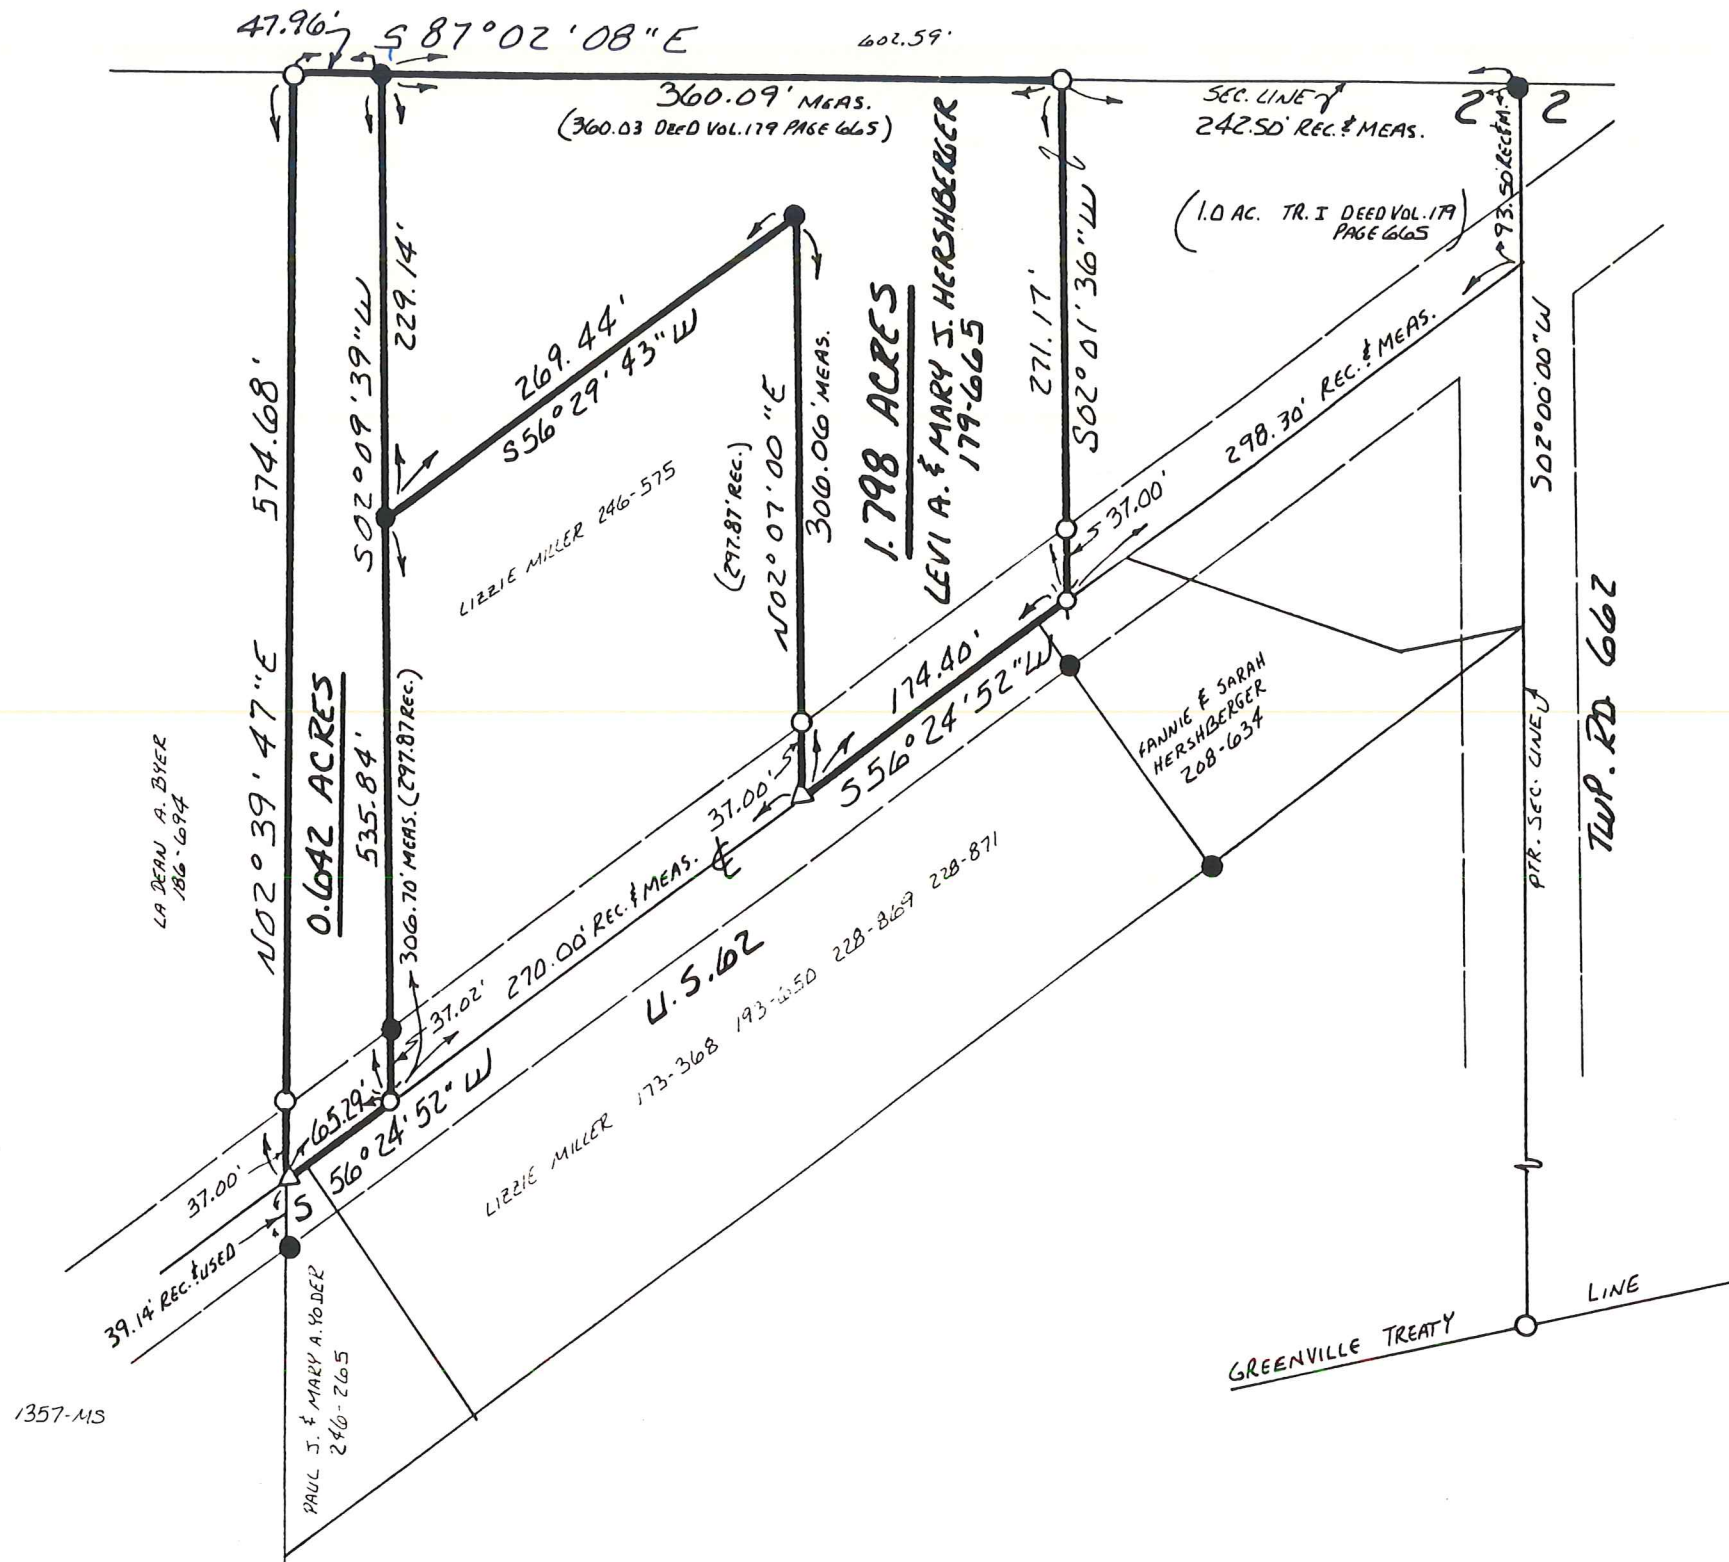 47.96'
S 87°02'08"E
602.59'
360.09' MEAS.
(360.03 DEED VOL.179 PAGE 665)
SEC. LINE
242.50' REC. & MEAS.
2 2
93.50 REC&M.
(1.0 AC. TR. I DEED VOL.179
PAGE 665)
574.68'
N02°39'47"E
S02°09'39"W
229.14'
269.44'
S56°29'43"W
LIZZIE MILLER 246-575
(297.87'REC.)
N02°07'00"E
306.06'MEAS.
1.798 ACRES
LEVI A. & MARY J. HERSHBERGER
179-665
271.17'
S02°01'36"W
37.00'
298.30' REC. & MEAS.
S02°00'00"W
TWP. RD. 662
PTR. SEC. LINE
0.642 ACRES
535.84'
306.70' MEAS. (297.87 REC.)
LA DEAN A. BYER
186-694
37.00'
174.40'
S56°24'52"W
FANNIE & SARAH
HERSHBERGER
208-634
37.02'
270.00' REC. & MEAS.
℄
U.S.62
LIZZIE MILLER 173-368 193-650 228-869 228-871
65.29'
S 56°24'52" W
37.00'
39.14' REC. & USED
PAUL J. & MARY A. YODER
246-265
GREENVILLE TREATY LINE
1357-MS